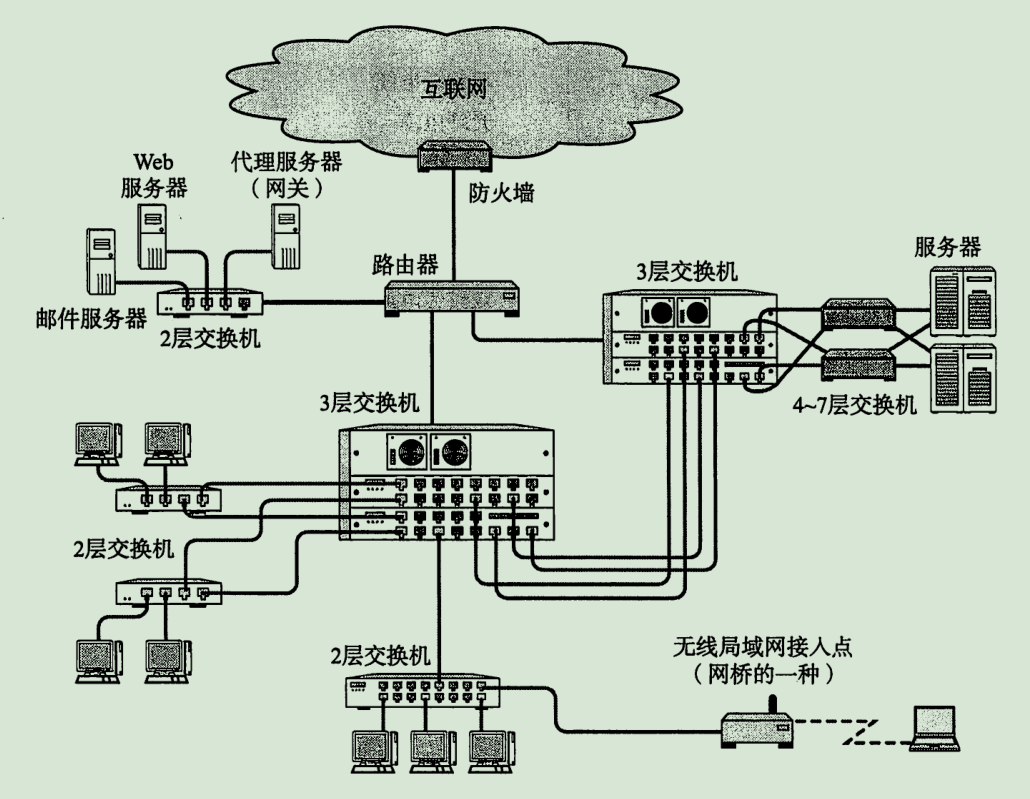 互联网
防火墙
Web
服务器
代理服务器
（网关）
邮件服务器
2层交换机
路由器
3层交换机
服务器
4~7层交换机
3层交换机
2层交换机
2层交换机
无线局域网接入点
（网桥的一种）